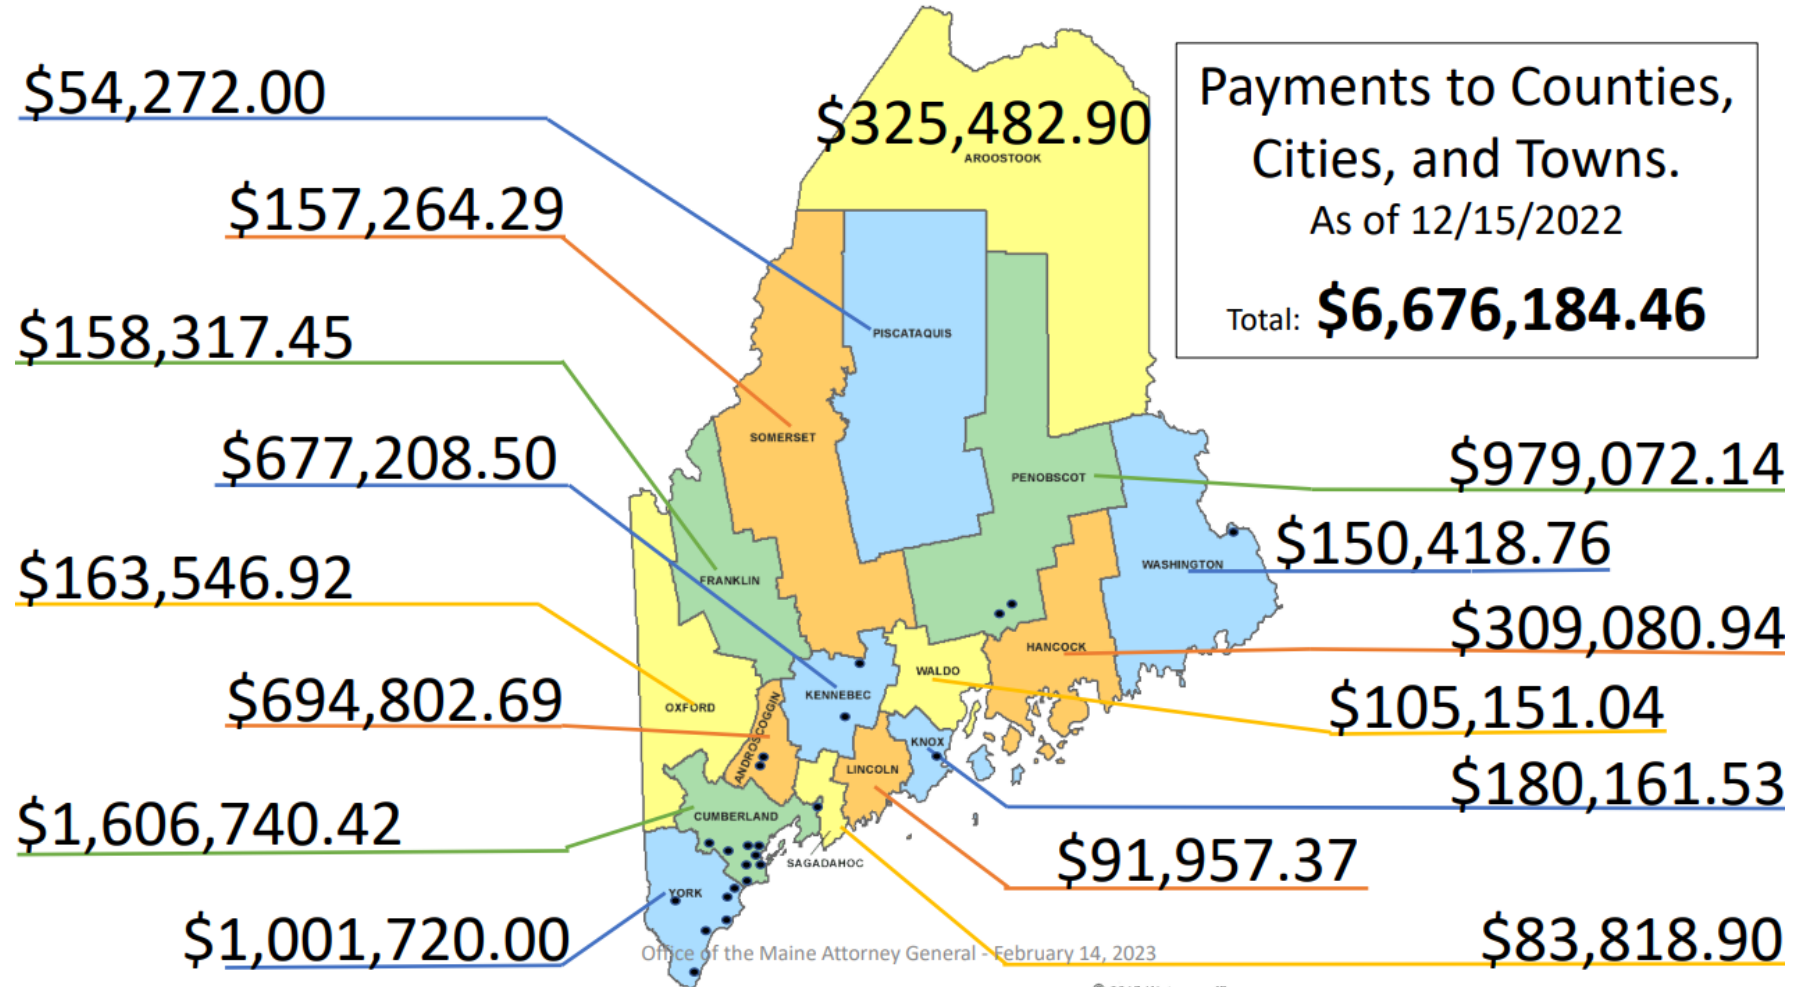 $54,272.00
$325,482.90
AROOSTOOK
Payments to Counties,
Cities, and Towns.
As of 12/15/2022
Total: $6,676,184.46
$157,264.29
$158,317.45
PISCATAQUIS
SOMERSET
$677,208.50
PENOBSCOT
$979,072.14
$150,418.76
WASHINGTON
$163,546.92
FRANKLIN
$309,080.94
HANCOCK
WALDO
KENNEBEC
$694,802.69
OXFORD
ANDROSCOGGIN
$105,151.04
KNOX
LINCOLN
$180,161.53
$1,606,740.42
CUMBERLAND
SAGADAHOC
$91,957.37
YORK
$1,001,720.00
$83,818.90
Office of the Maine Attorney General - February 14, 2023